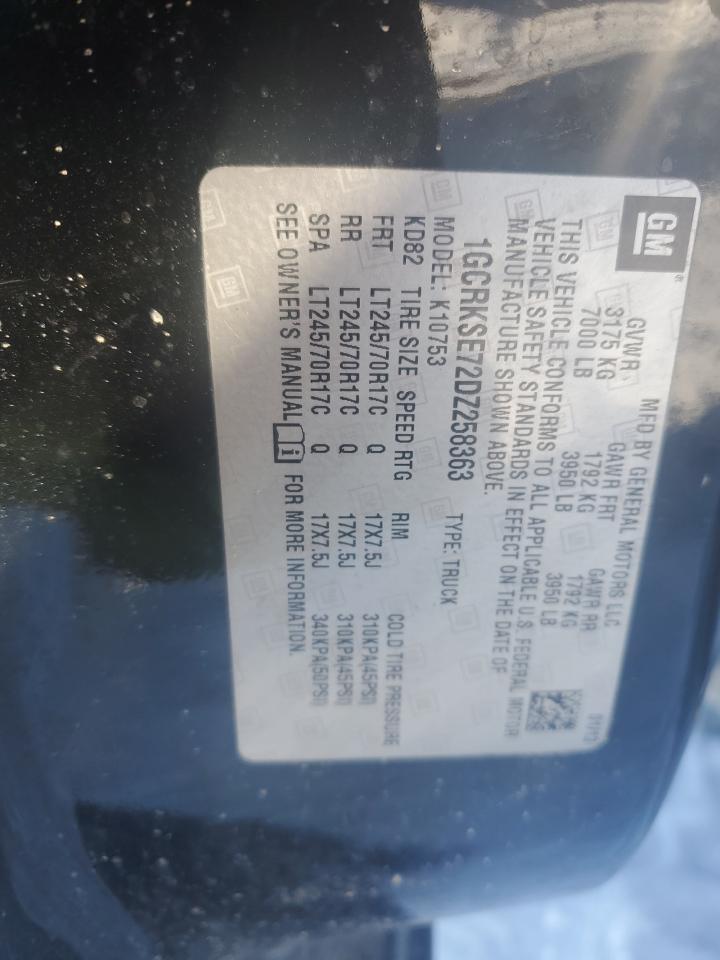 GM
MFD BY GENERAL MOTORS LLC 01/13
GVWR GAWR FRT GAWR RR
3175 KG 1792 KG 1792 KG
7000 LB 3950 LB 3950 LB
THIS VEHICLE CONFORMS TO ALL APPLICABLE U.S. FEDERAL MOTOR
VEHICLE SAFETY STANDARDS IN EFFECT ON THE DATE OF
MANUFACTURE SHOWN ABOVE.
1GCRKSE72DZ258363 TYPE: TRUCK
MODEL: K10753
KD82 TIRE SIZE SPEED RTG RIM COLD TIRE PRESSURE
FRT LT245/70R17C Q 17X7.5J 310KPA(45PSI)
RR LT245/70R17C Q 17X7.5J 310KPA(45PSI)
SPA LT245/70R17C Q 17X7.5J 340KPA(50PSI)
SEE OWNER'S MANUAL i FOR MORE INFORMATION.